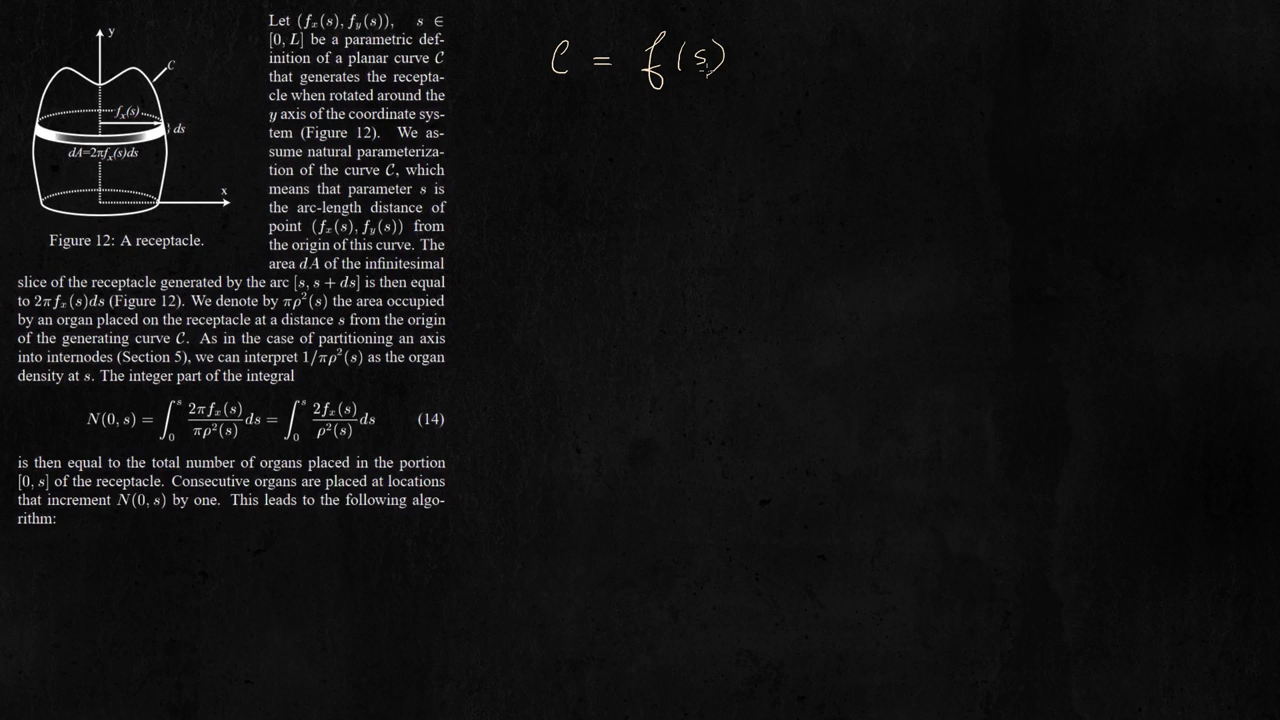 y
C
f_x(s)
ds
dA=2πf_x(s)ds
x
Figure 12: A receptacle.
Let (f_x(s), f_y(s)), s ∈
[0, L] be a parametric def-
inition of a planar curve 𝒞
that generates the recepta-
cle when rotated around the
y axis of the coordinate sys-
tem (Figure 12). We as-
sume natural parameteriza-
tion of the curve 𝒞, which
means that parameter s is
the arc-length distance of
point (f_x(s), f_y(s)) from
the origin of this curve. The
area dA of the infinitesimal
slice of the receptacle generated by the arc [s, s + ds] is then equal
to 2πf_x(s)ds (Figure 12). We denote by πρ²(s) the area occupied
by an organ placed on the receptacle at a distance s from the origin
of the generating curve 𝒞. As in the case of partitioning an axis
into internodes (Section 5), we can interpret 1/πρ²(s) as the organ
density at s. The integer part of the integral
N(0, s) = ∫₀ˢ 2πf_x(s)/πρ²(s) ds = ∫₀ˢ 2f_x(s)/ρ²(s) ds (14)
is then equal to the total number of organs placed in the portion
[0, s] of the receptacle. Consecutive organs are placed at locations
that increment N(0, s) by one. This leads to the following algo-
rithm:
C = f(s)